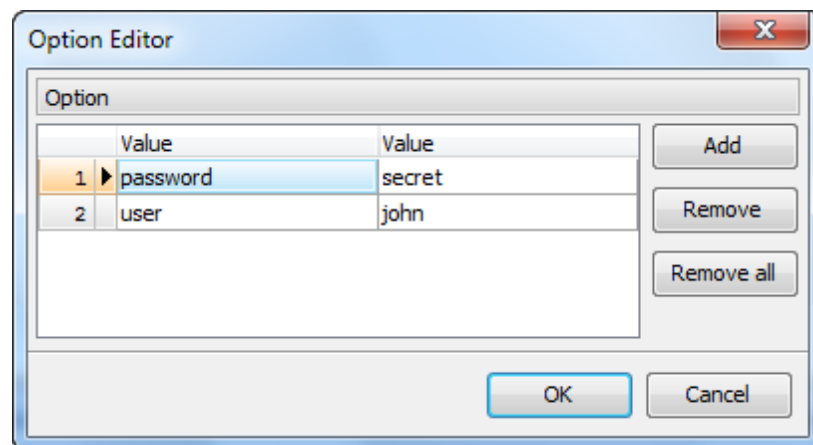 Option Editor
Option
Value Value
1 password secret
2 user john
Add
Remove
Remove all
OK Cancel